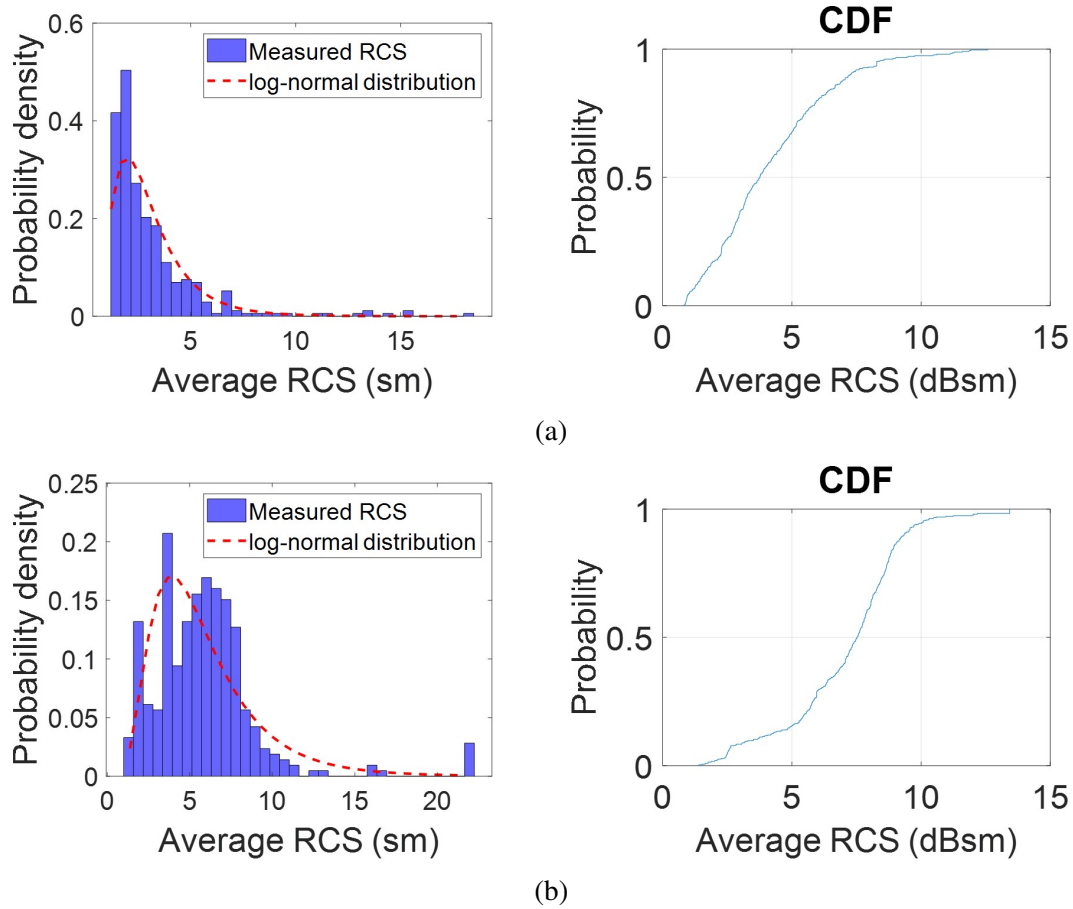 0.6
0.4
0.2
0
5
10
15
Probability density
Average RCS (sm)
Measured RCS
log-normal distribution
CDF
1
0.5
0
0
5
10
15
Probability
Average RCS (dBsm)
(a)
0.25
0.2
0.15
0.1
0.05
0
0
5
10
15
20
Probability density
Average RCS (sm)
Measured RCS
log-normal distribution
CDF
1
0.5
0
0
5
10
15
Probability
Average RCS (dBsm)
(b)